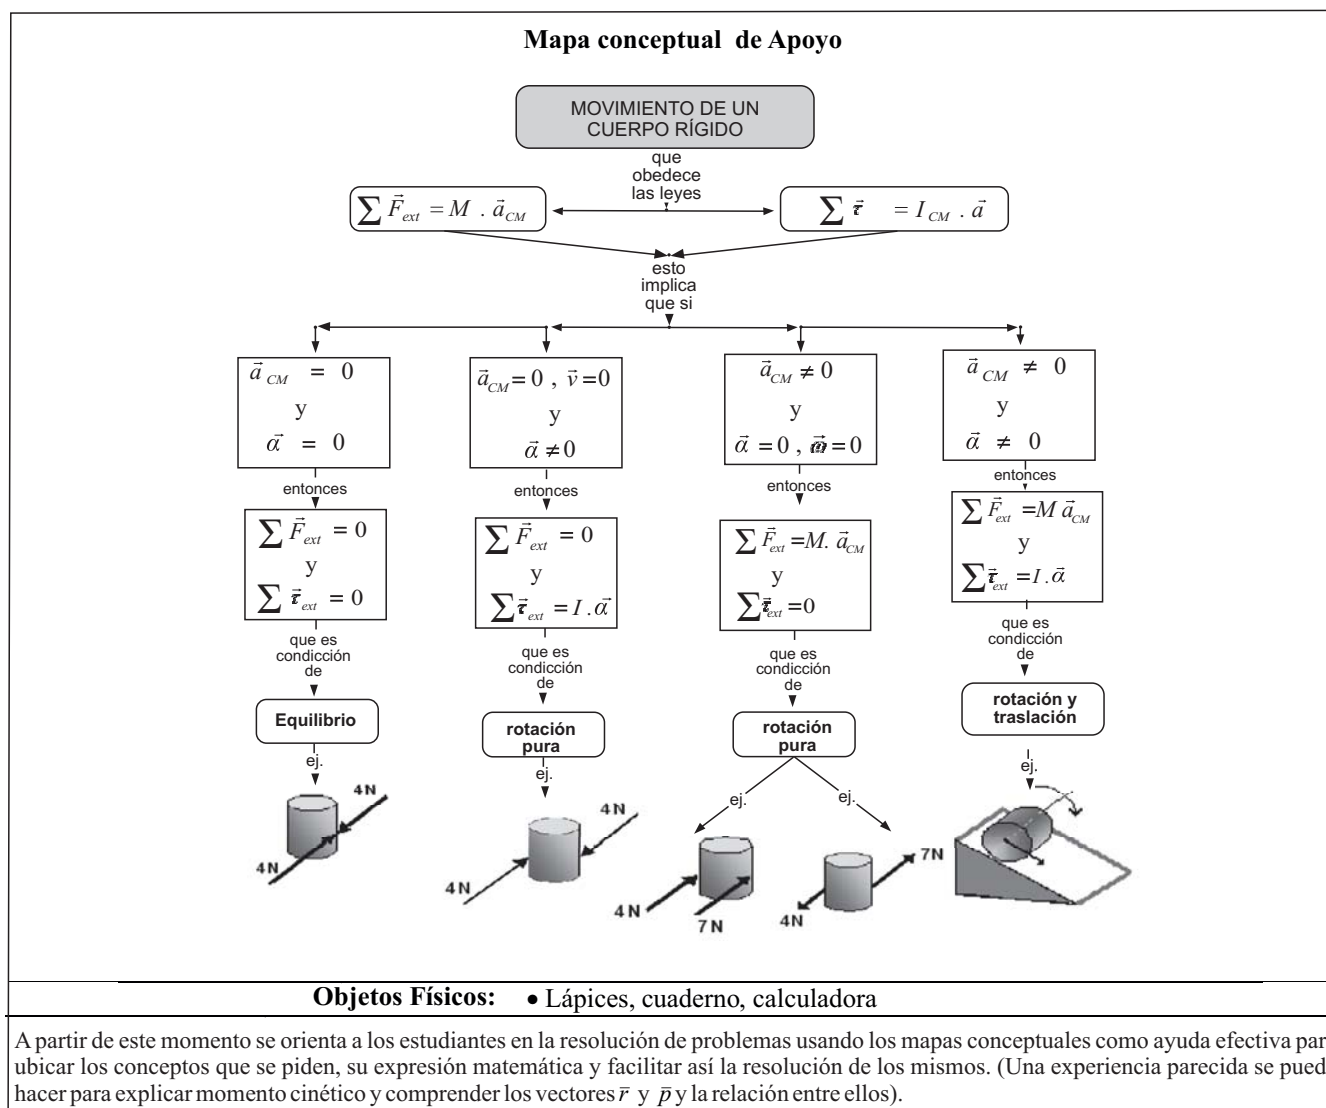 Mapa conceptual de Apoyo
MOVIMIENTO DE UN
CUERPO RÍGIDO
que
obedece
las leyes
∑ F⃗ext = M . a⃗CM
∑ τ⃗ = ICM . a⃗
esto
implica
que si
a⃗CM = 0
y
α⃗ = 0
entonces
∑ F⃗ext = 0
y
∑ τ⃗ext = 0
que es
condicción
de
Equilibrio
ej.
4N
4N
a⃗CM = 0 , v⃗ = 0
y
α⃗ ≠ 0
entonces
∑ F⃗ext = 0
y
∑ τ⃗ext = I . α⃗
que es
condicción
de
rotación
pura
ej.
4N
4N
a⃗CM ≠ 0
y
α⃗ = 0 , ω⃗ = 0
entonces
∑ F⃗ext = M. a⃗CM
y
∑ τ⃗ext = 0
que es
condicción
de
rotación
pura
ej.
ej.
4N
7N
7N
4N
a⃗CM ≠ 0
y
α⃗ ≠ 0
entonces
∑ F⃗ext = M a⃗CM
y
∑ τ⃗ext = I . α⃗
que es
condicción
de
rotación y
traslación
ej.
Objetos Físicos: • Lápices, cuaderno, calculadora
A partir de este momento se orienta a los estudiantes en la resolución de problemas usando los mapas conceptuales como ayuda efectiva par
ubicar los conceptos que se piden, su expresión matemática y facilitar así la resolución de los mismos. (Una experiencia parecida se pued
hacer para explicar momento cinético y comprender los vectores r̄ y p̄ y la relación entre ellos).